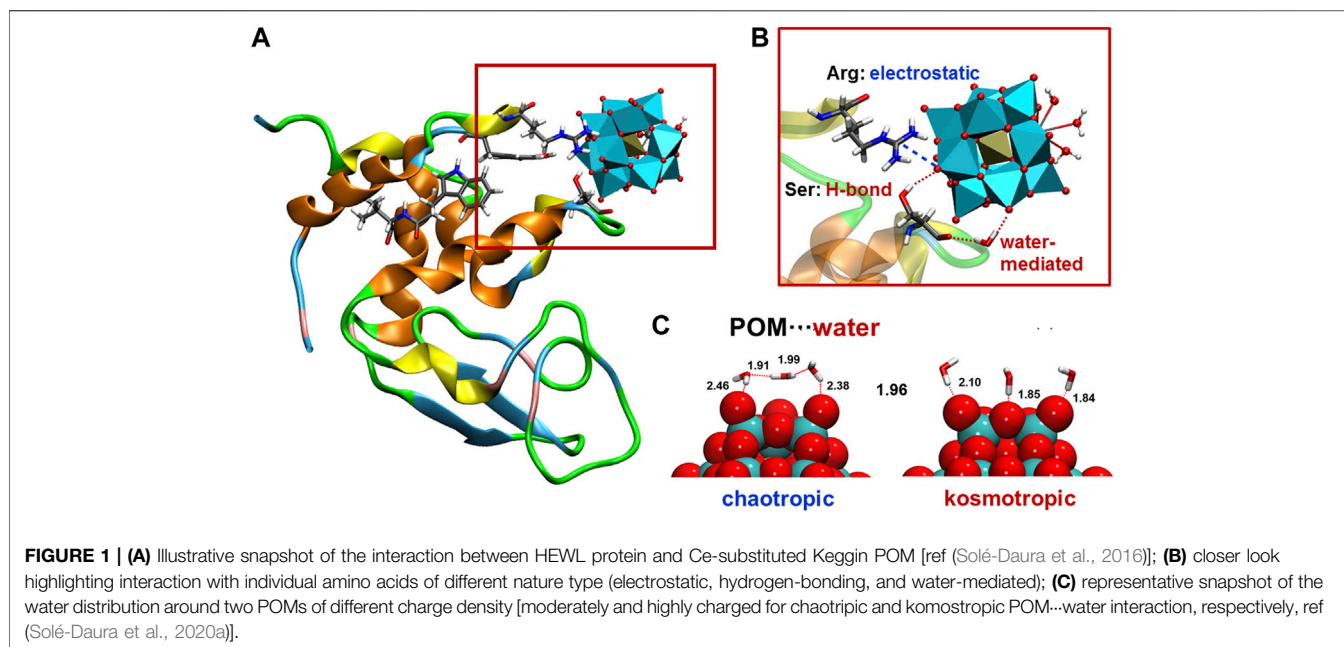 A
B
Arg: electrostatic
Ser: H-bond
water-
mediated
C
POM···water
1.91
1.99
2.46
2.38
1.96
2.10
1.85
1.84
chaotropic
kosmotropic
FIGURE 1 | (A) Illustrative snapshot of the interaction between HEWL protein and Ce-substituted Keggin POM [ref (Solé-Daura et al., 2016)]; (B) closer look
highlighting interaction with individual amino acids of different nature type (electrostatic, hydrogen-bonding, and water-mediated); (C) representative snapshot of the
water distribution around two POMs of different charge density [moderately and highly charged for chaotripic and komostropic POM···water interaction, respectively, ref
(Solé-Daura et al., 2020a)].